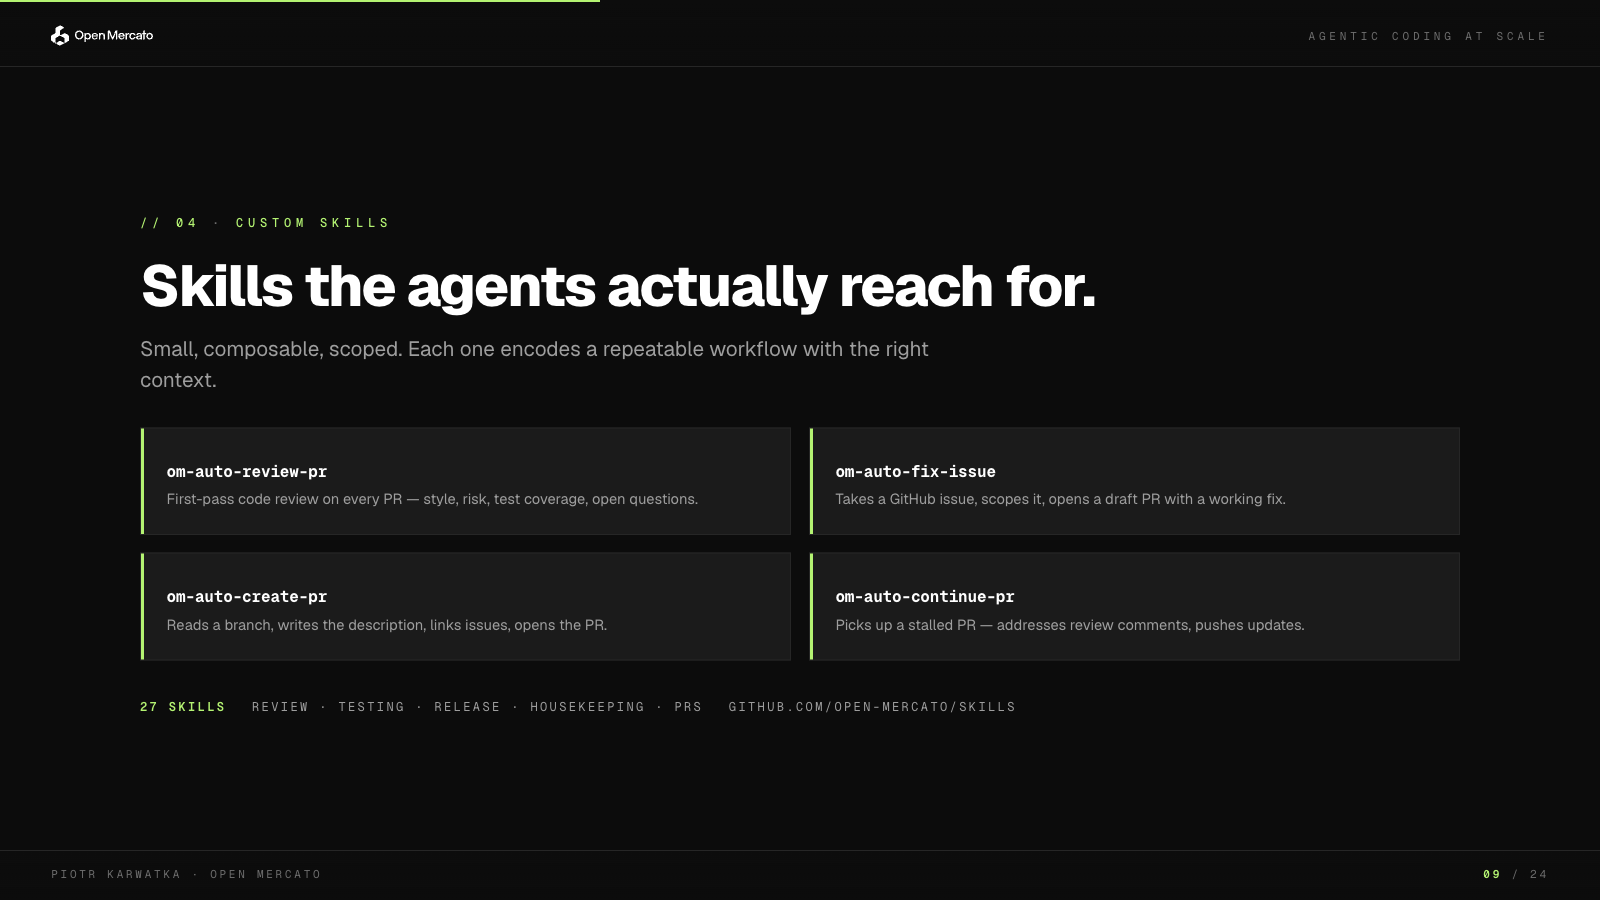 Open Mercato
AGENTIC CODING AT SCALE
// 04 · CUSTOM SKILLS
Skills the agents actually reach for.
Small, composable, scoped. Each one encodes a repeatable workflow with the right
context.
om-auto-review-pr
First-pass code review on every PR — style, risk, test coverage, open questions.
om-auto-fix-issue
Takes a GitHub issue, scopes it, opens a draft PR with a working fix.
om-auto-create-pr
Reads a branch, writes the description, links issues, opens the PR.
om-auto-continue-pr
Picks up a stalled PR — addresses review comments, pushes updates.
27 SKILLS REVIEW · TESTING · RELEASE · HOUSEKEEPING · PRS GITHUB.COM/OPEN-MERCATO/SKILLS
PIOTR KARWATKA · OPEN MERCATO
09 / 24